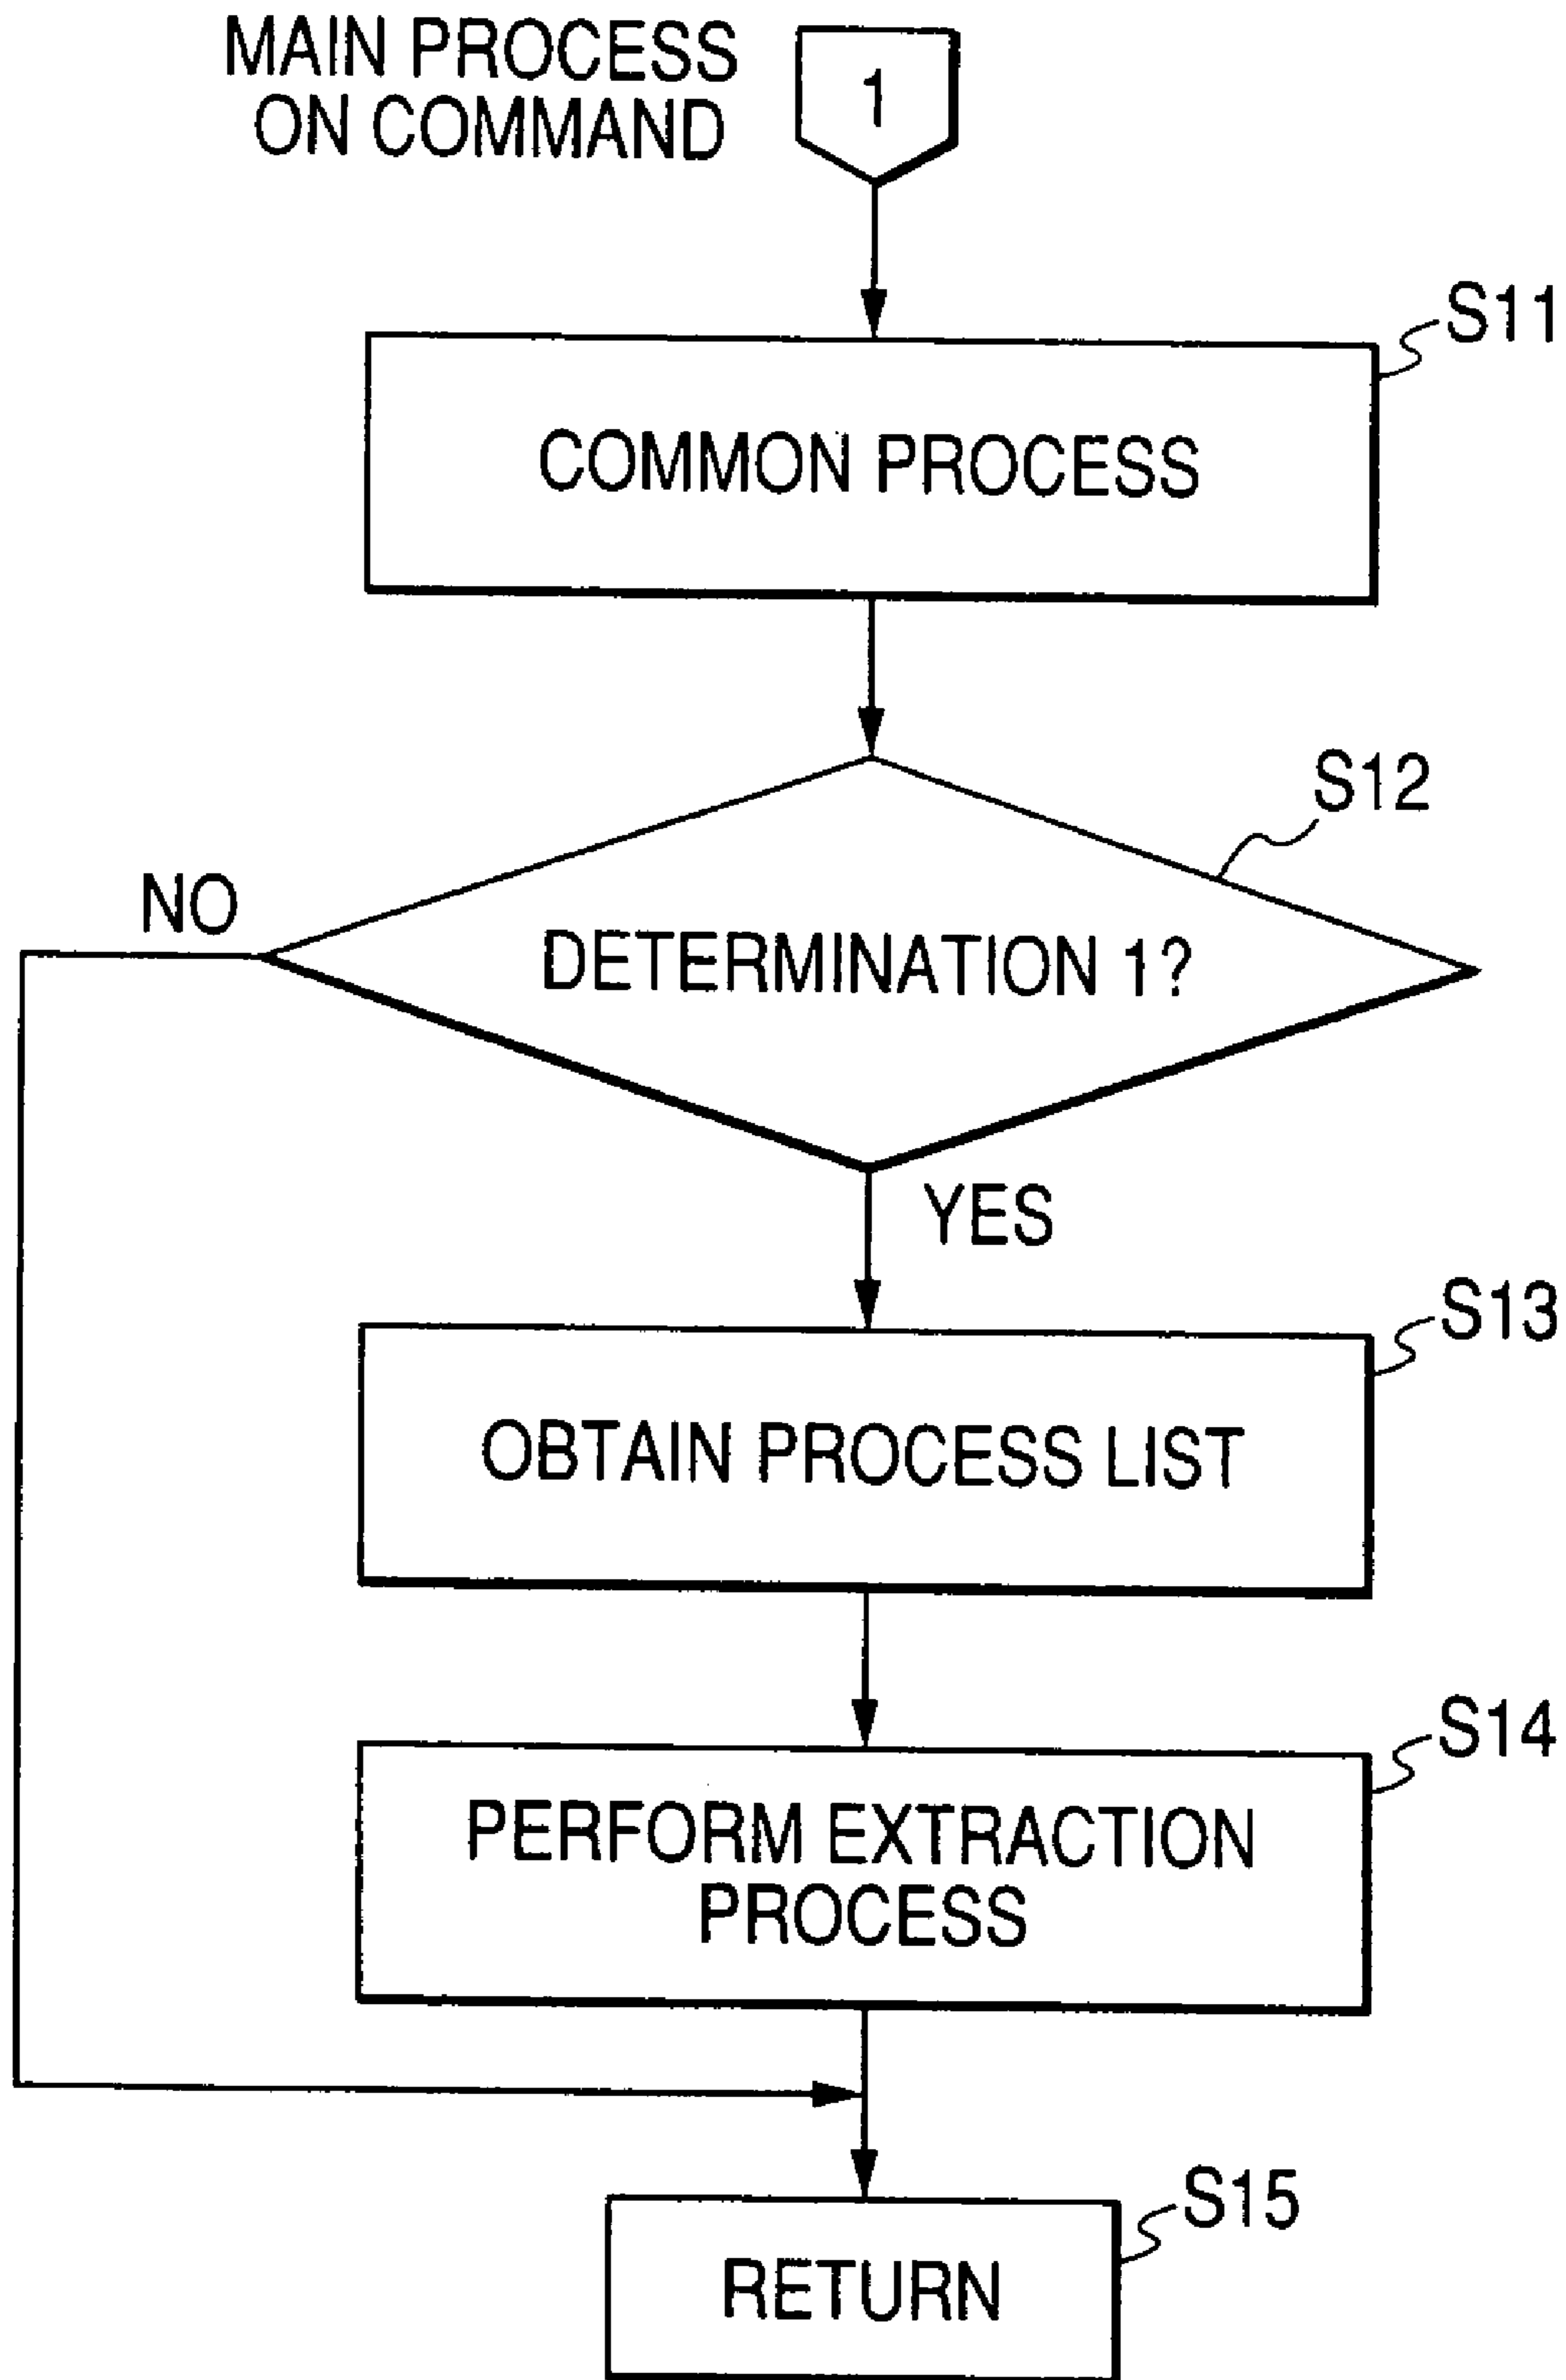 MAIN PROCESS
ON COMMAND
1
S11
COMMON PROCESS
S12
NO
DETERMINATION 1?
YES
S13
OBTAIN PROCESS LIST
S14
PERFORM EXTRACTION
PROCESS
S15
RETURN